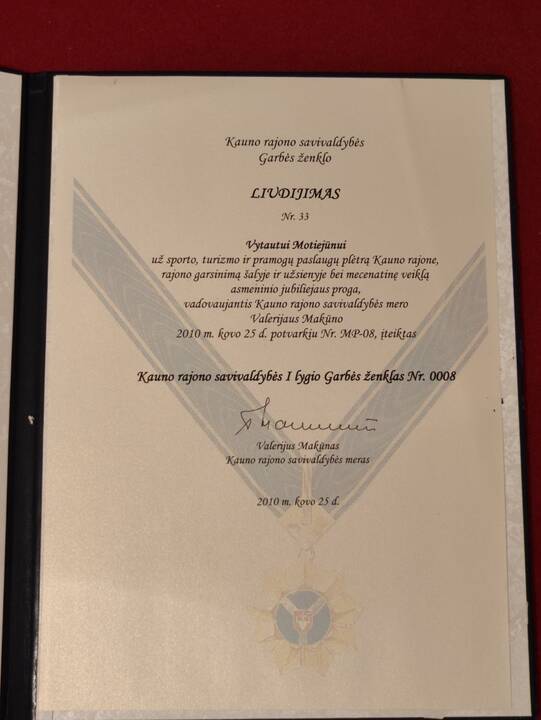 Kauno rajono savivaldybės
Garbės ženklo
LIUDIJIMAS
Nr. 33
Vytautui Motiejūnui
už sporto, turizmo ir pramogų paslaugų plėtrą Kauno rajone,
rajono garsinimą šalyje ir užsienyje bei mecenatinę veiklą
asmeninio jubiliejaus proga,
vadovaujantis Kauno rajono savivaldybės mero
Valerijaus Makūno
2010 m. kovo 25 d. potvarkiu Nr. MP-08, įteiktas
Kauno rajono savivaldybės I lygio Garbės ženklas Nr. 0008
Valerijus Makūnas
Kauno rajono savivaldybės meras
2010 m. kovo 25 d.